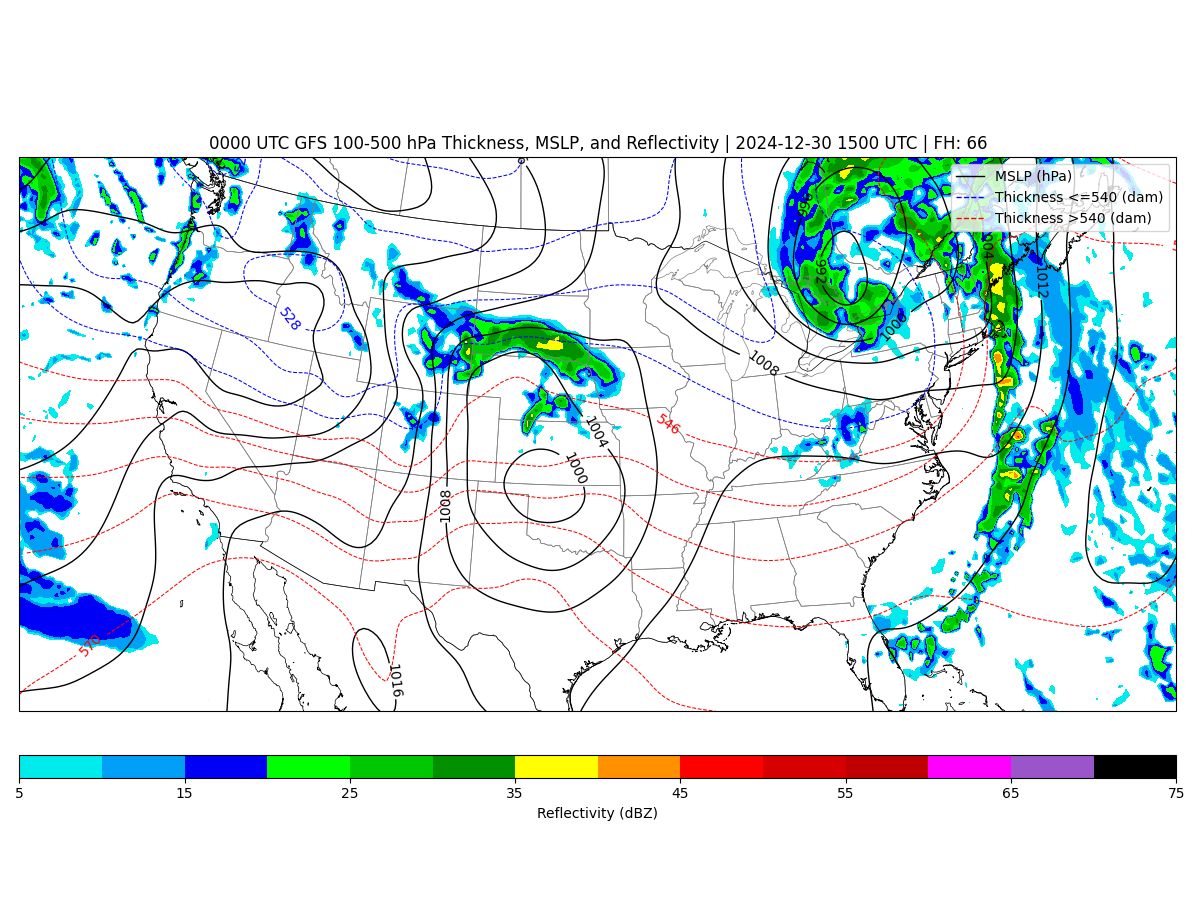 0000 UTC GFS 100-500 hPa Thickness, MSLP, and Reflectivity | 2024-12-30 1500 UTC | FH: 66
MSLP (hPa)
Thickness <=540 (dam)
Thickness >540 (dam)
996
1004
992
1012
528
1000
1008
546
1004
1000
1008
570
1016
5 15 25 35 45 55 65 75
Reflectivity (dBZ)